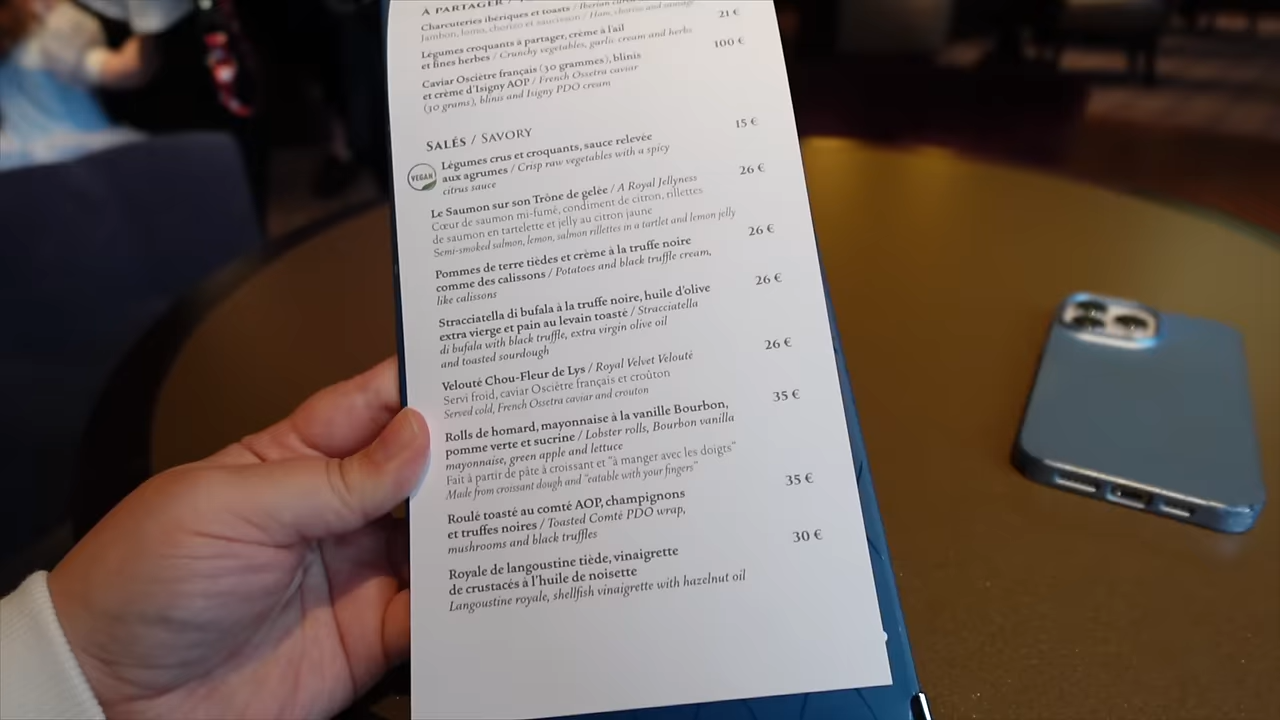 À PARTAGER /
Charcuteries ibériques et toasts / Iberian
Jambon, lomo, chorizo et saucisson / Ham, chorizo and sausage
21 €
Légumes croquants à partager, crème à l'ail
et fines herbes / Crunchy vegetables, garlic cream and herbs
100 €
Caviar Osciètre français (30 grammes), blinis
et crème d'Isigny AOP / French Ossetra caviar
(30 grams), blinis and Isigny PDO cream
SALÉS / SAVORY
15 €
VEGAN
Légumes crus et croquants, sauce relevée
aux agrumes / Crisp raw vegetables with a spicy
citrus sauce
26 €
Le Saumon sur son Trône de gelée / A Royal Jellyness
Cœur de saumon mi-fumé, condiment de citron, rillettes
de saumon en tartelette et jelly au citron jaune
Semi-smoked salmon, lemon, salmon rillettes in a tartlet and lemon jelly
26 €
Pommes de terre tièdes et crème à la truffe noire
comme des calissons / Potatoes and black truffle cream,
like calissons
26 €
Stracciatella di bufala à la truffe noire, huile d'olive
extra vierge et pain au levain toasté / Stracciatella
di bufala with black truffle, extra virgin olive oil
and toasted sourdough
26 €
Velouté Chou-Fleur de Lys / Royal Velvet Velouté
Servi froid, caviar Osciètre français et croûton
Served cold, French Ossetra caviar and crouton
35 €
Rolls de homard, mayonnaise à la vanille Bourbon,
pomme verte et sucrine / Lobster rolls, Bourbon vanilla
mayonnaise, green apple and lettuce
Fait à partir de pâte à croissant et "à manger avec les doigts"
Made from croissant dough and "eatable with your fingers"
35 €
Roulé toasté au comté AOP, champignons
et truffes noires / Toasted Comté PDO wrap,
mushrooms and black truffles
30 €
Royale de langoustine tiède, vinaigrette
de crustacés à l'huile de noisette
Langoustine royale, shellfish vinaigrette with hazelnut oil